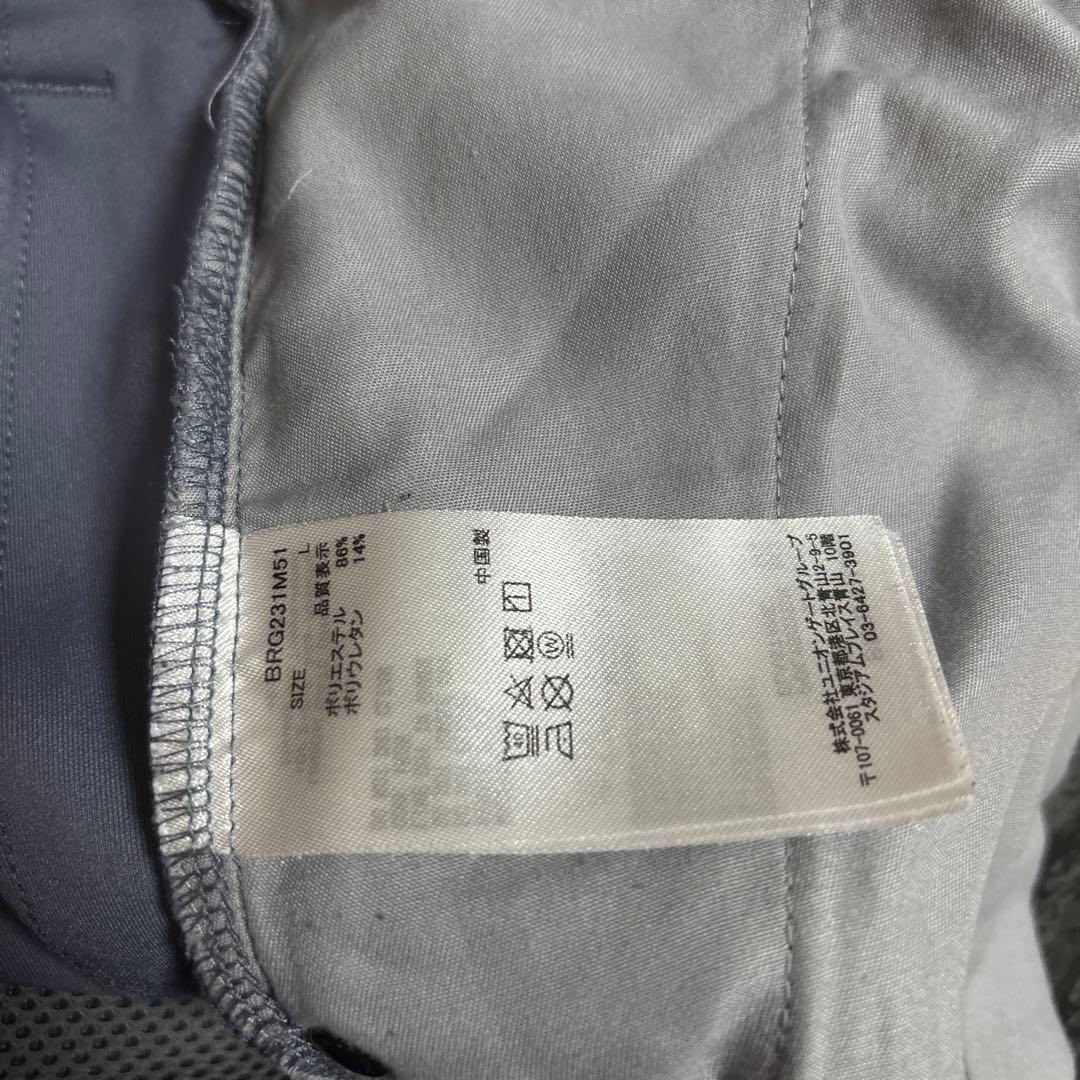 BRG231M51
SIZE L
品質表示
ポリエステル 86%
ポリウレタン 14%
中国製
株式会社ユニオンゲートグループ
〒107-0061 東京都港区北青山2-9-5
スタジアムプレイス青山 10階
03-6427-3901